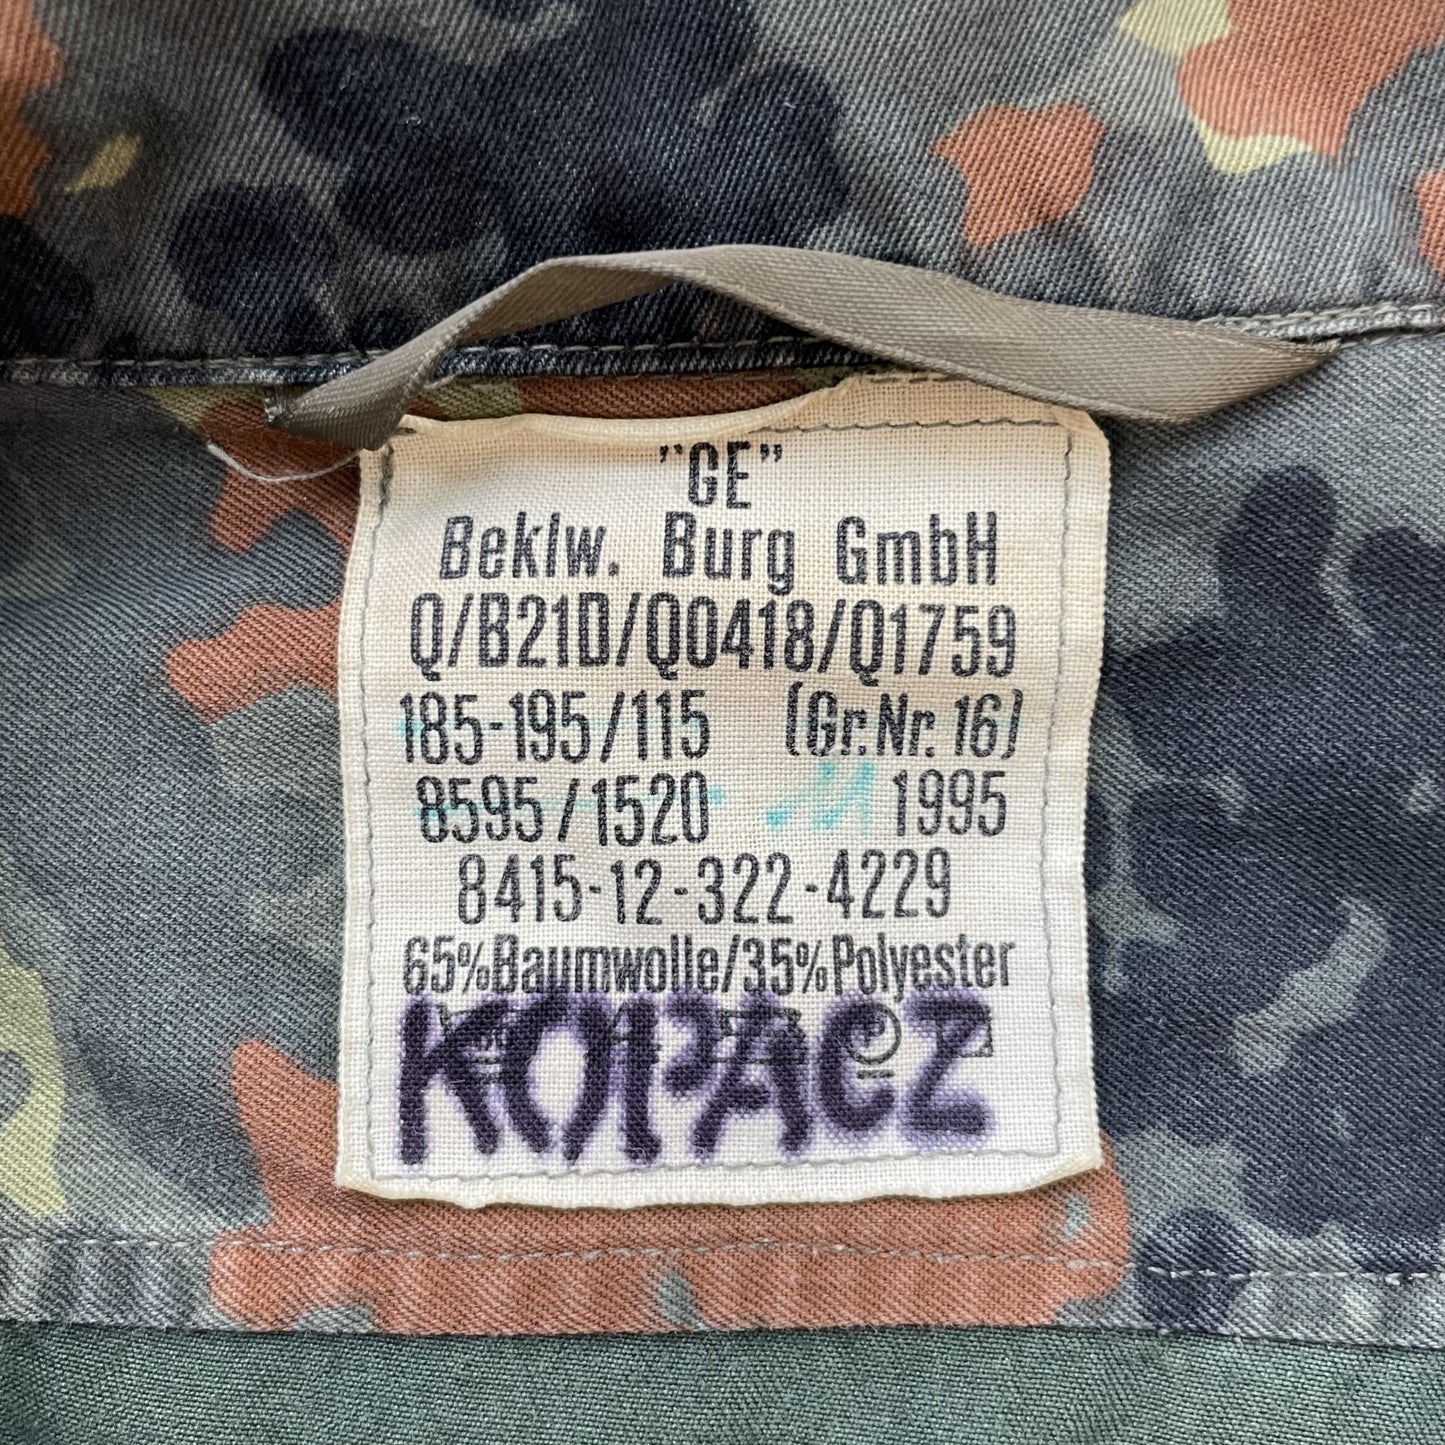 "GE"
Beklw. Burg GmbH
Q/B21D/Q0418/Q1759
185-195/115 (Gr.Nr.16)
8595/1520 1995
8415-12-322-4229
65%Baumwolle/35%Polyester
KOPACZ